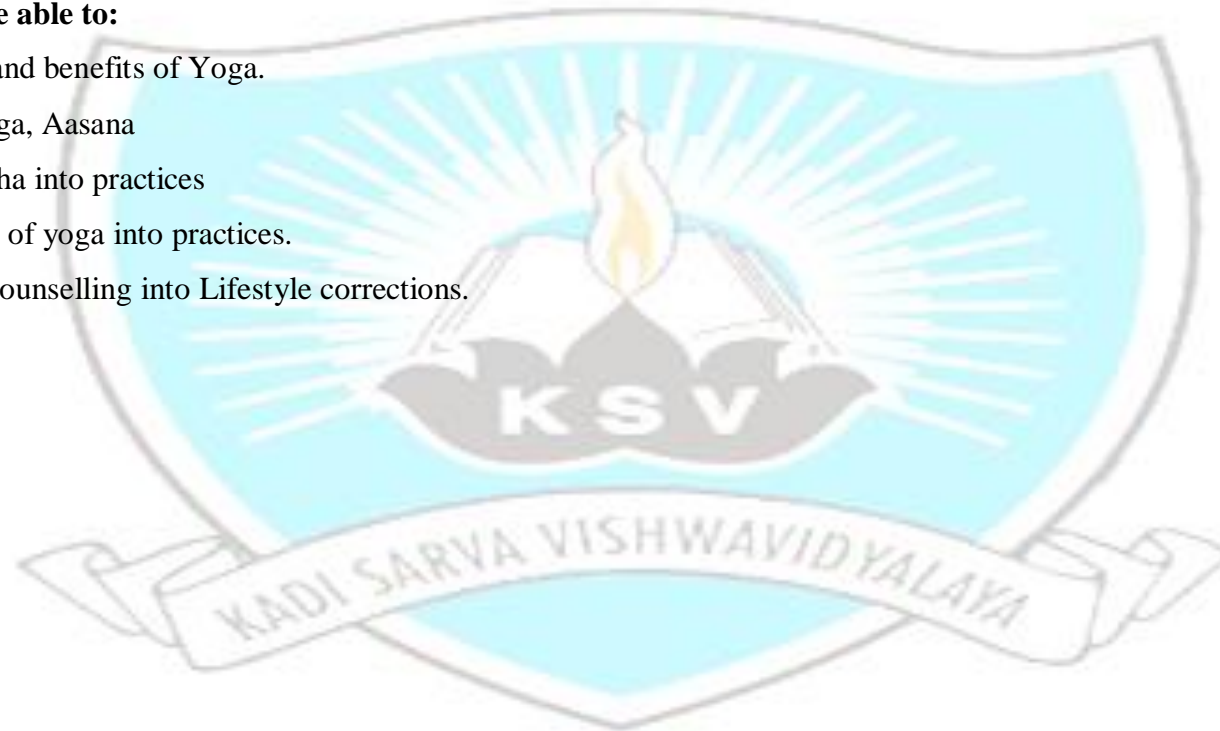 e able to:
and benefits of Yoga.
ga, Aasana
ha into practices
of yoga into practices.
ounselling into Lifestyle corrections.
KSV
KADI SARVA VISHWAVIDYALAYA